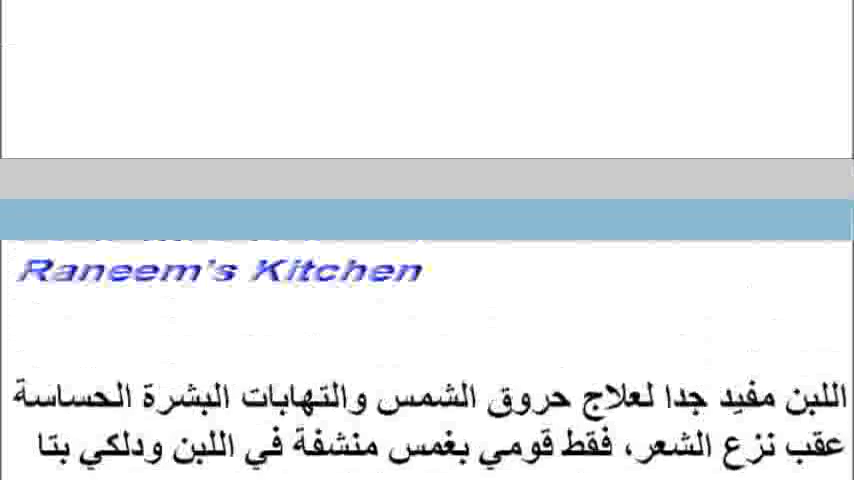 Raneem's Kitchen
اللبن مفيد جدا لعلاج حروق الشمس والتهابات البشرة الحساسة
عقب نزع الشعر، فقط قومي بغمس منشفة في اللبن ودلكي بتا